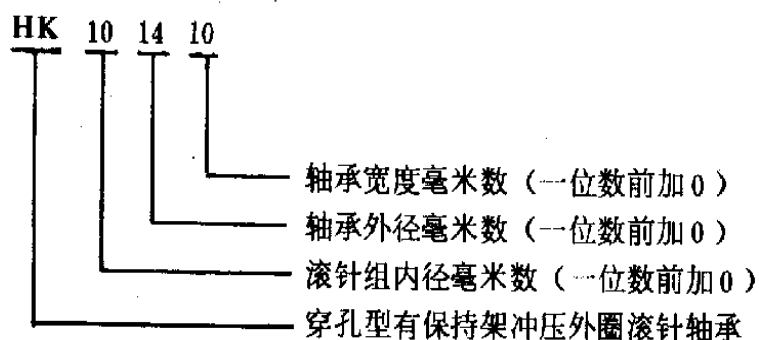 HK 10 14 10
轴承宽度毫米数（一位数前加0）
轴承外径毫米数（一位数前加0）
滚针组内径毫米数（一位数前加0）
穿孔型有保持架冲压外圈滚针轴承